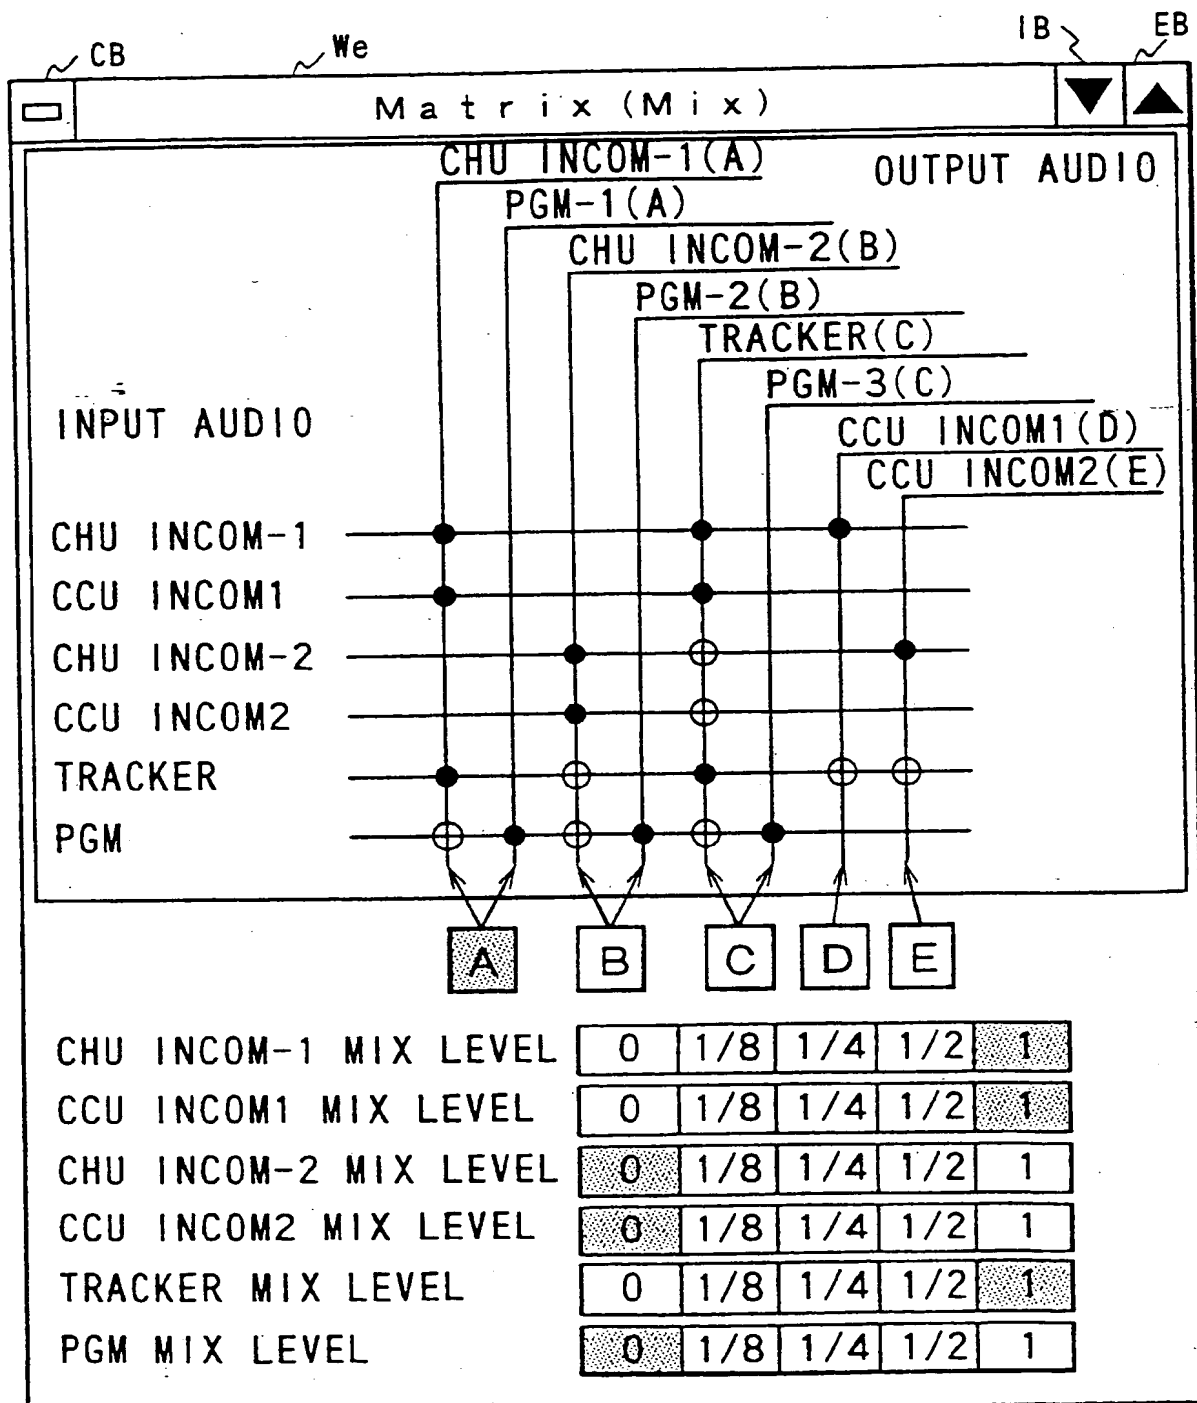 CB We IB EB
Matrix(Mix)
CHU INCOM-1(A) OUTPUT AUDIO
PGM-1(A)
CHU INCOM-2(B)
PGM-2(B)
TRACKER(C)
PGM-3(C)
INPUT AUDIO CCU INCOM1(D)
CCU INCOM2(E)
CHU INCOM-1
CCU INCOM1
CHU INCOM-2
CCU INCOM2
TRACKER
PGM
A B C D E
CHU INCOM-1 MIX LEVEL 0 1/8 1/4 1/2 1
CCU INCOM1 MIX LEVEL 0 1/8 1/4 1/2 1
CHU INCOM-2 MIX LEVEL 0 1/8 1/4 1/2 1
CCU INCOM2 MIX LEVEL 0 1/8 1/4 1/2 1
TRACKER MIX LEVEL 0 1/8 1/4 1/2 1
PGM MIX LEVEL 0 1/8 1/4 1/2 1